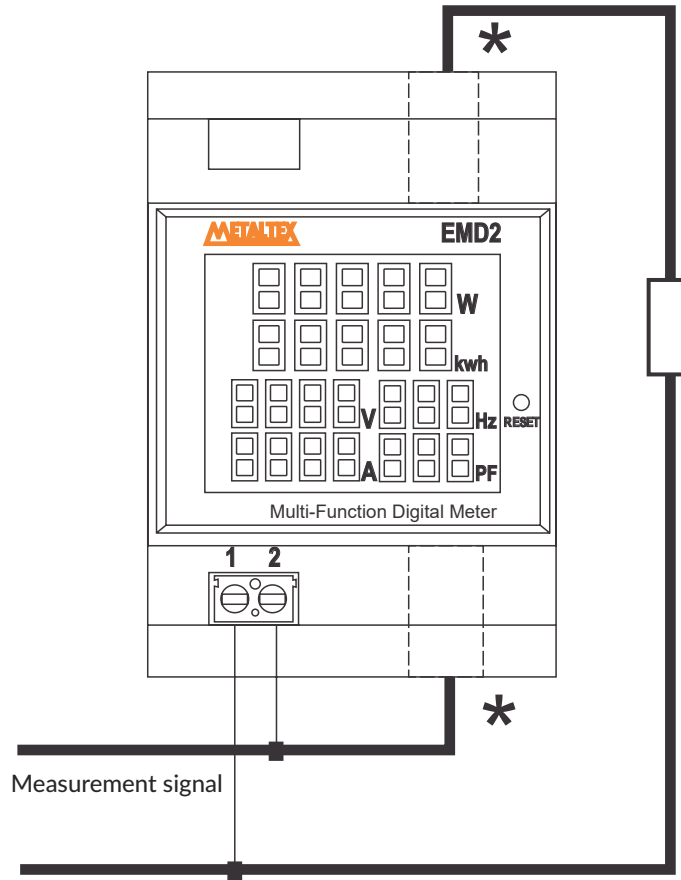 *
METALTEX EMD2
W
kwh
V Hz RESET
A PF
Multi-Function Digital Meter
1 2
*
Measurement signal